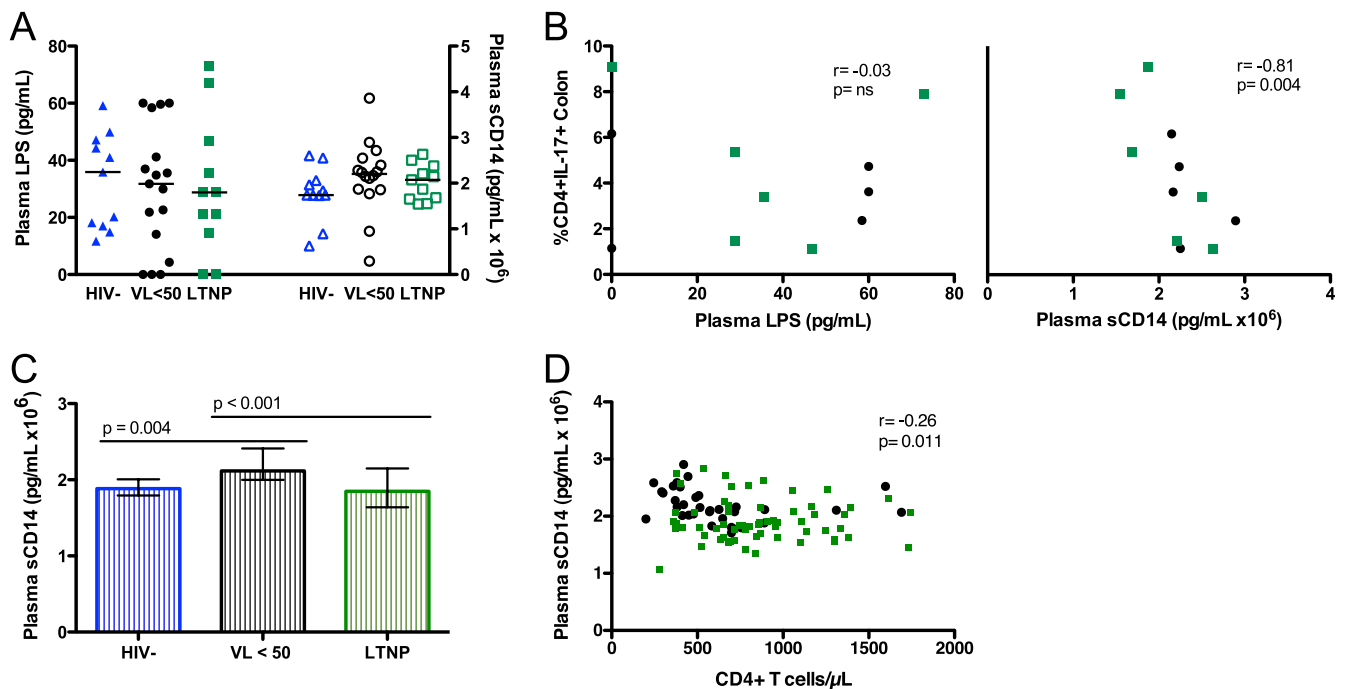 A
Plasma LPS (pg/mL)
80
60
40
20
0
HIV- VL<50 LTNP
HIV- VL<50 LTNP
5
4
3
2
1
0
Plasma sCD14 (pg/mL x 10⁶)
B
%CD4+IL-17+ Colon
10
8
6
4
2
0
r= -0.03
p= ns
0 20 40 60 80
Plasma LPS (pg/mL)
r= -0.81
p= 0.004
0 1 2 3 4
Plasma sCD14 (pg/mL x10⁶)
C
Plasma sCD14 (pg/mL x10⁶)
3
2
1
0
p = 0.004
p < 0.001
HIV- VL < 50 LTNP
D
Plasma sCD14 (pg/mL x 10⁶)
4
3
2
1
0
r= -0.26
p= 0.011
0 500 1000 1500 2000
CD4+ T cells/µL